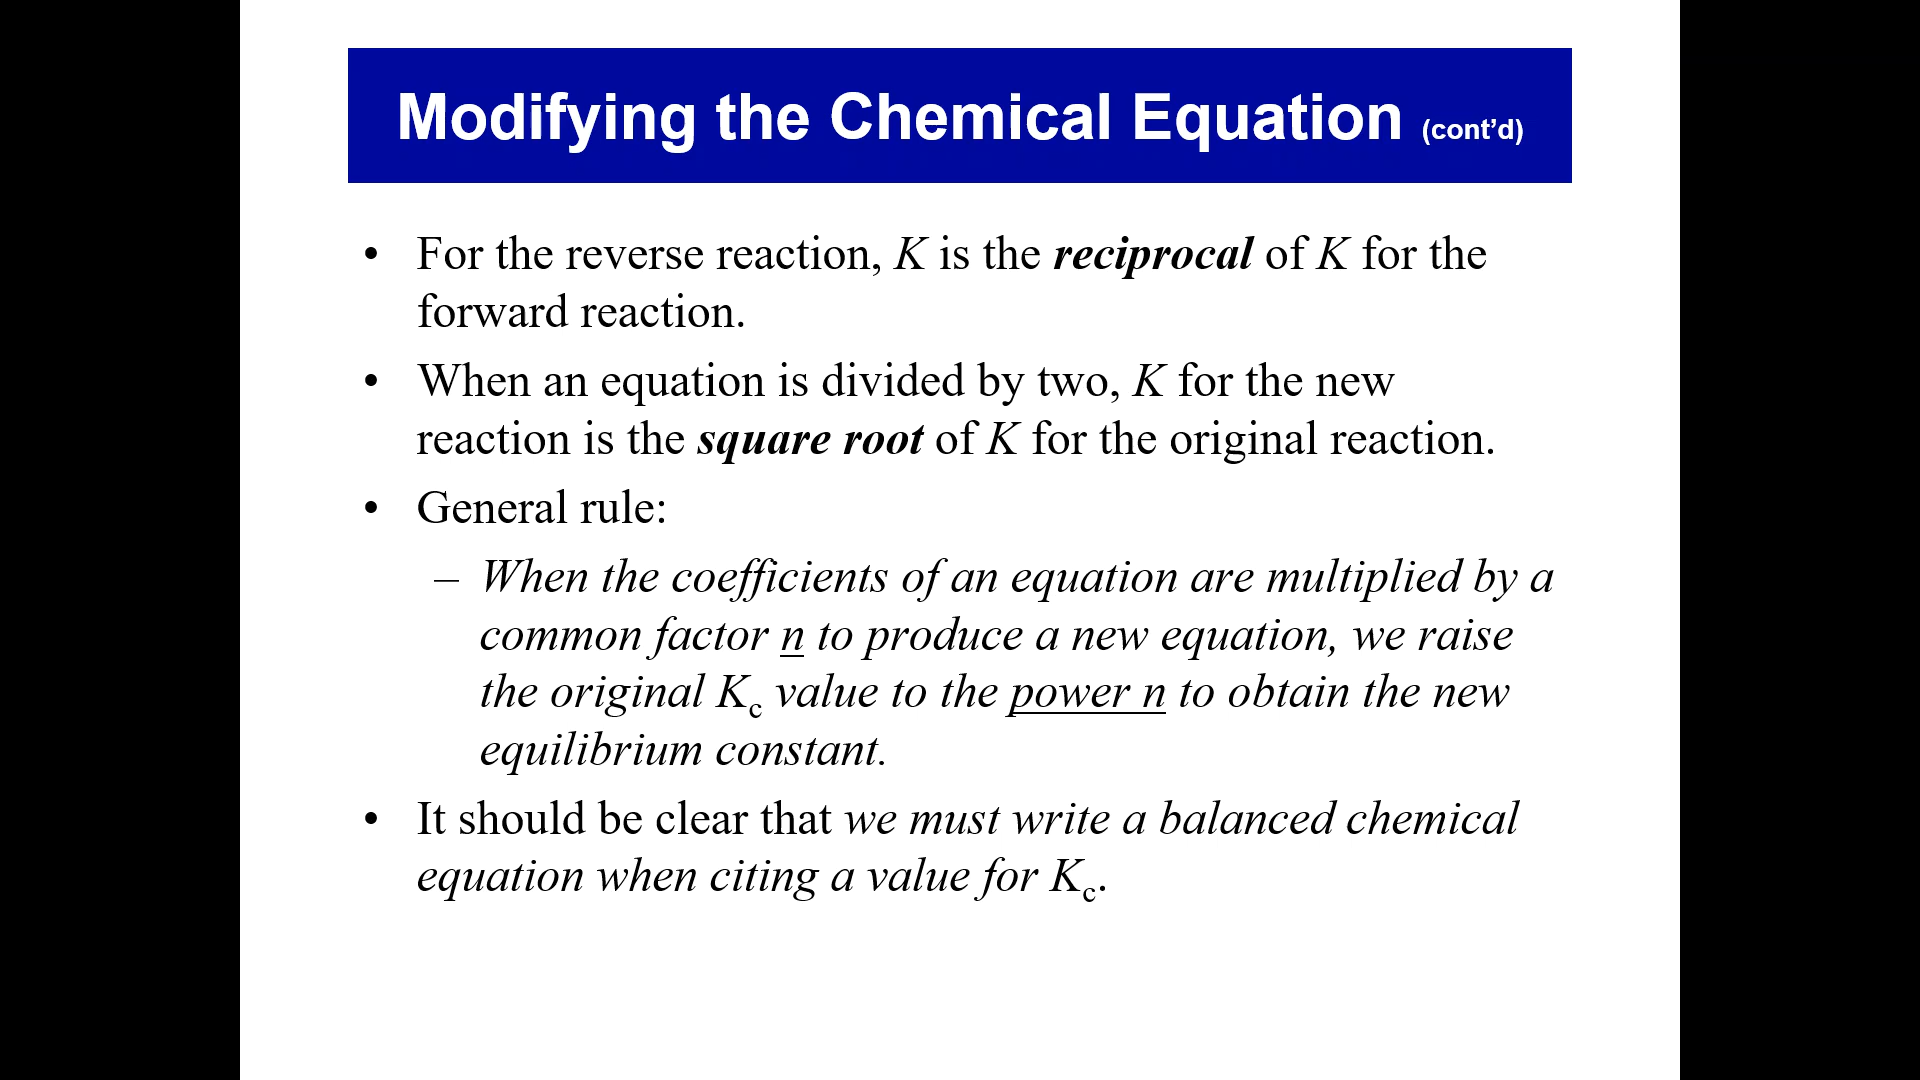 Modifying the Chemical Equation (cont’d)
• For the reverse reaction, K is the reciprocal of K for the
forward reaction.
• When an equation is divided by two, K for the new
reaction is the square root of K for the original reaction.
• General rule:
– When the coefficients of an equation are multiplied by a
common factor n to produce a new equation, we raise
the original Kc value to the power n to obtain the new
equilibrium constant.
• It should be clear that we must write a balanced chemical
equation when citing a value for Kc.